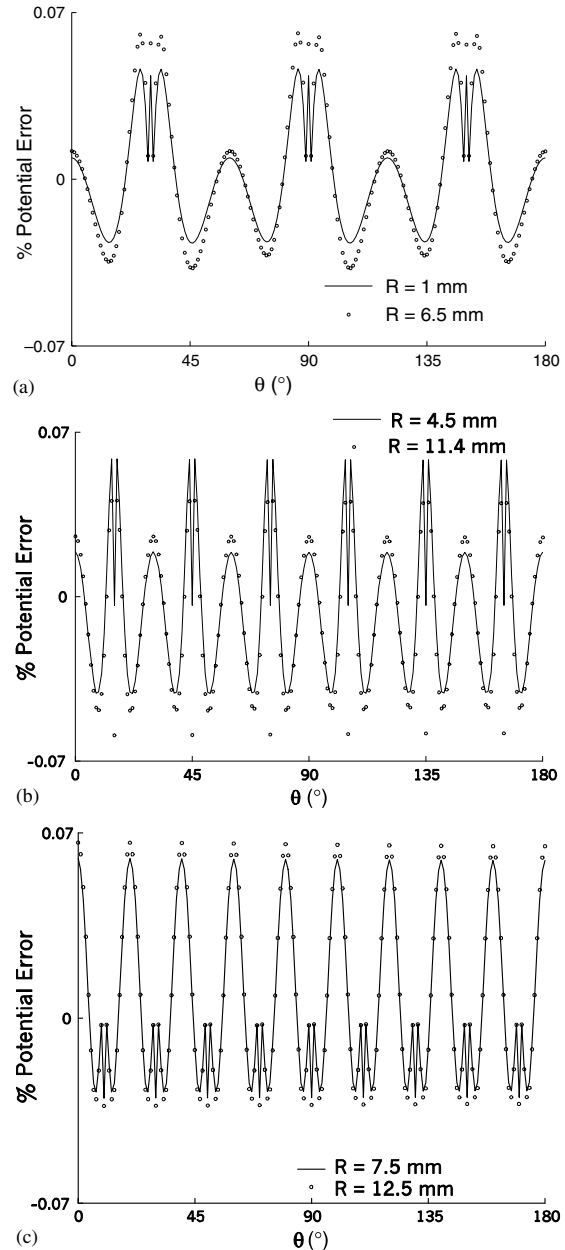 0.07
% Potential Error
0
R = 1 mm
R = 6.5 mm
–0.07
0
45
90
135
180
(a)
θ (°)
0.07
R = 4.5 mm
R = 11.4 mm
% Potential Error
0
-0.07
0
45
90
135
180
(b)
θ (°)
0.07
% Potential Error
0
R = 7.5 mm
R = 12.5 mm
-0.07
0
45
90
135
180
(c)
θ (°)